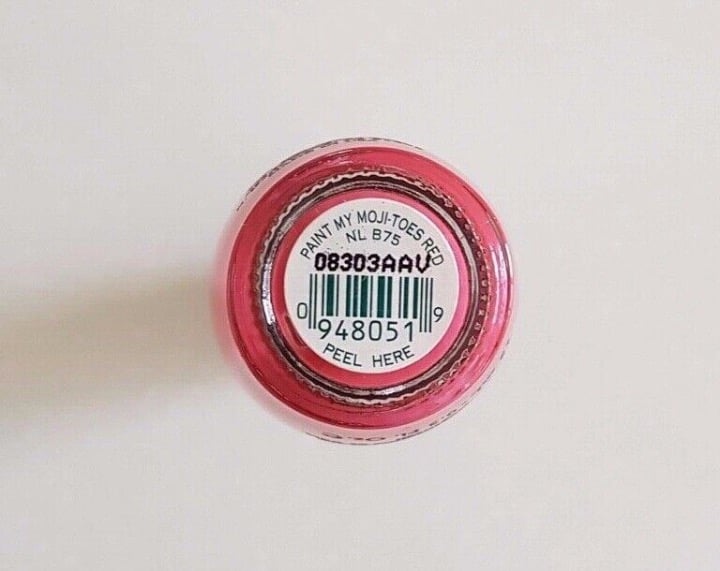 PAINT MY MOJI-TOES RED
NL B75
08303AAV
0 948051 9
PEEL HERE